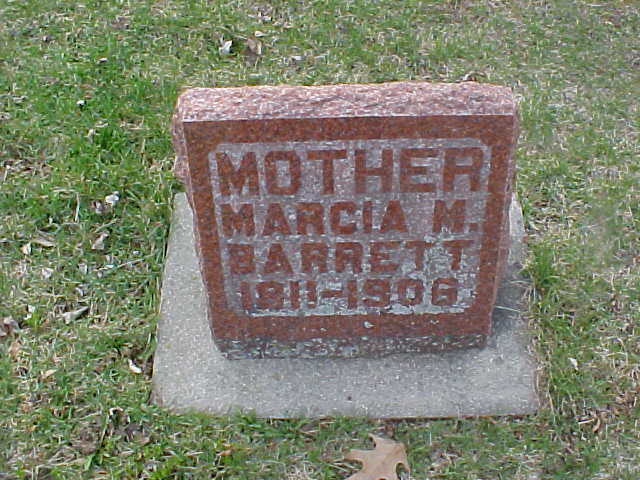 MOTHER
MARCIA M.
BARRETT
1811-1906